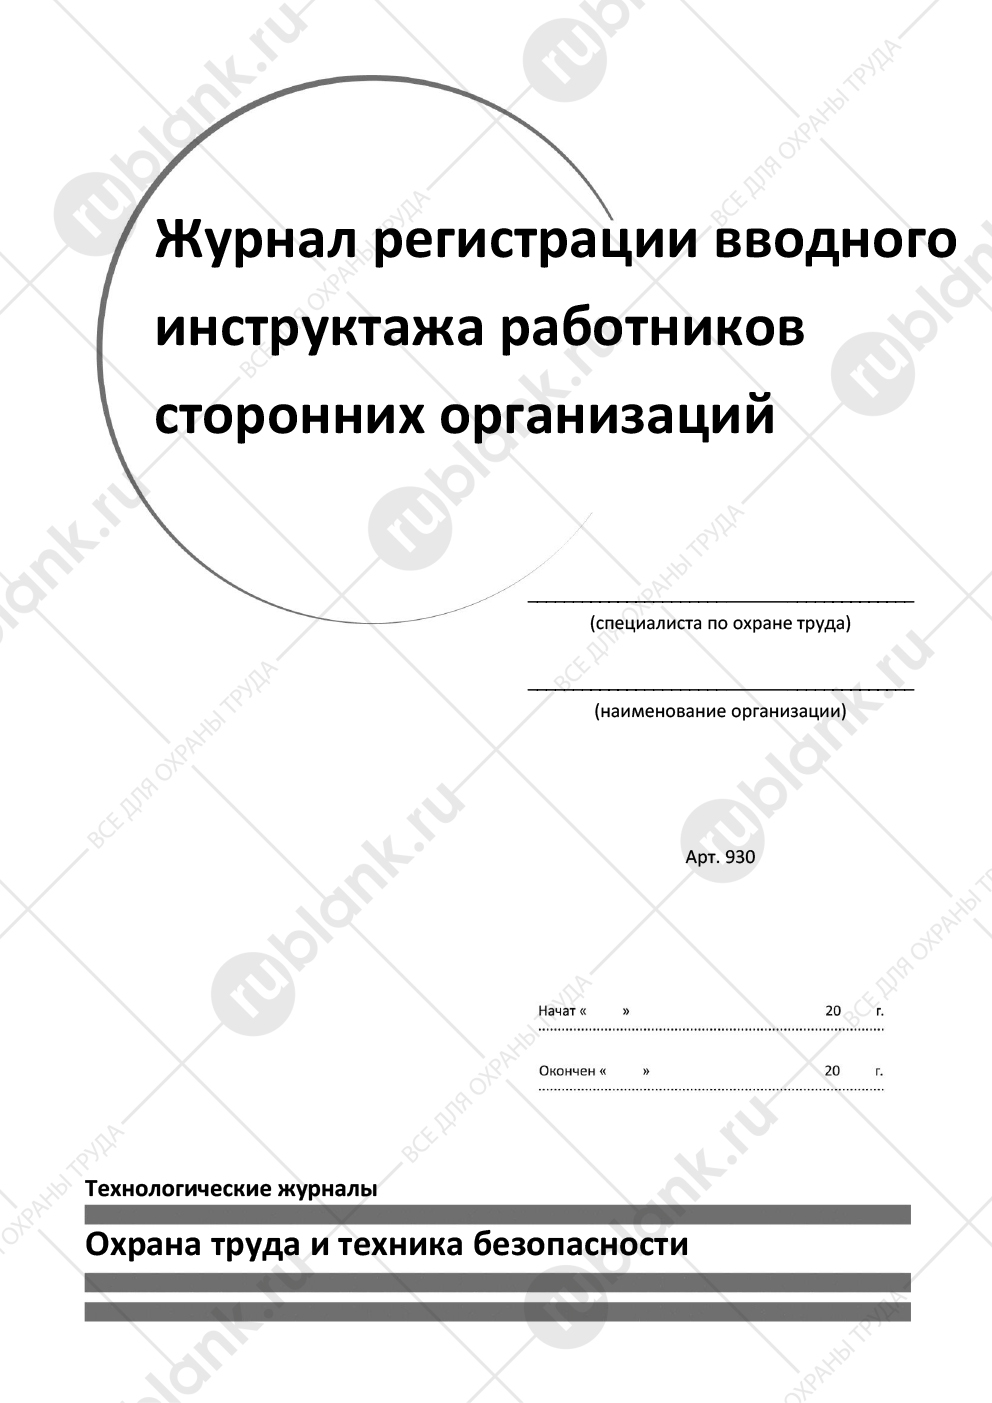 Журнал регистрации вводного
инструктажа работников
сторонних организаций
(специалиста по охране труда)
(наименование организации)
Арт. 930
Начат « » 20 г.
Окончен « » 20 г.
Технологические журналы
Охрана труда и техника безопасности
rublank.ru
ВСЕ ДЛЯ ОХРАНЫ ТРУДА